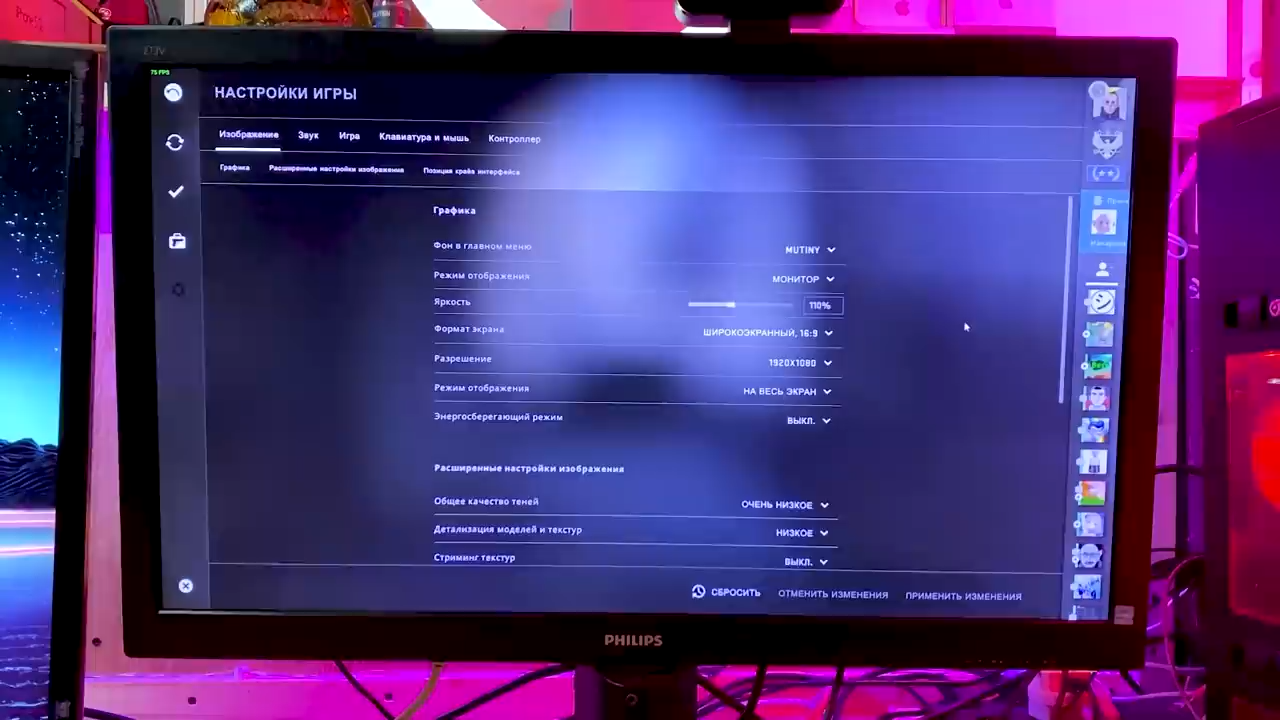 75 FPS
НАСТРОЙКИ ИГРЫ
Изображение Звук Игра Клавиатура и мышь Контроллер
Графика Расширенные настройки изображения Позиция края интерфейса
Графика
Фон в главном меню MUTINY
Режим отображения МОНИТОР
Яркость 110%
Формат экрана ШИРОКОЭКРАННЫЙ, 16:9
Разрешение 1920X1080
Режим отображения НА ВЕСЬ ЭКРАН
Энергосберегающий режим ВЫКЛ.
Расширенные настройки изображения
Общее качество теней ОЧЕНЬ НИЗКОЕ
Детализация моделей и текстур НИЗКОЕ
Стриминг текстур ВЫКЛ.
СБРОСИТЬ ОТМЕНИТЬ ИЗМЕНЕНИЯ ПРИМЕНИТЬ ИЗМЕНЕНИЯ
PHILIPS